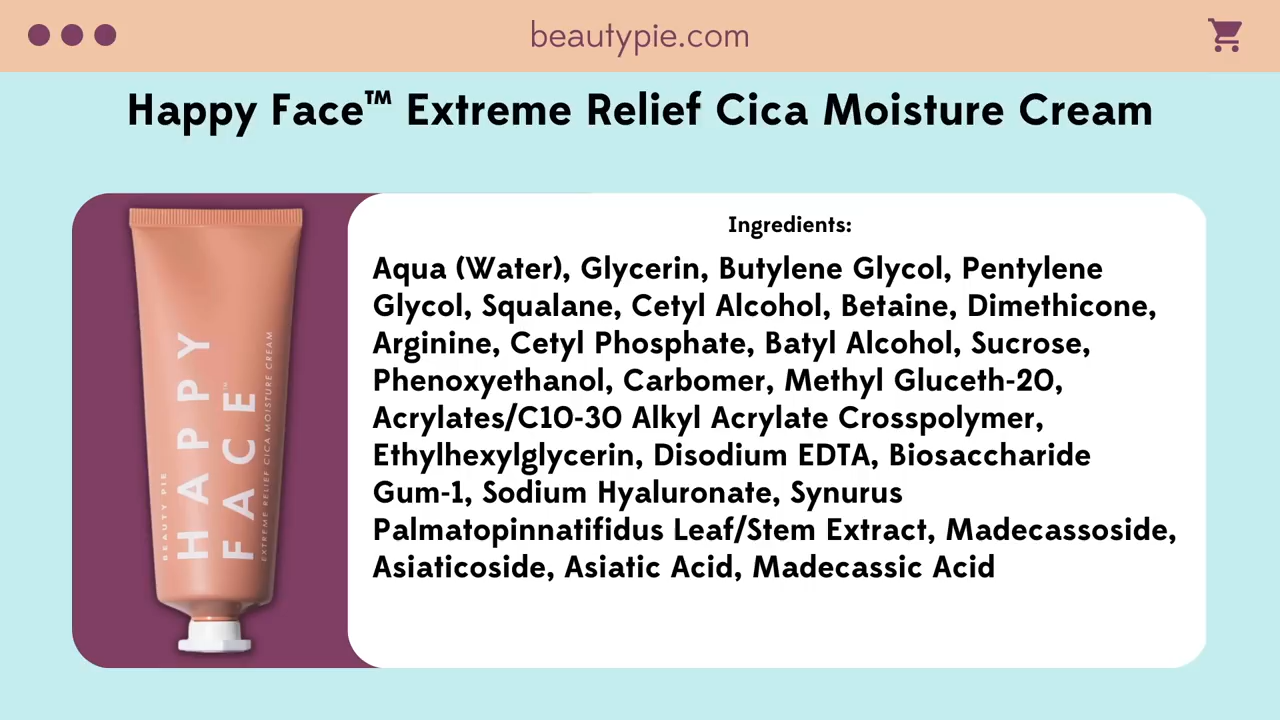 beautypie.com
Happy Face™ Extreme Relief Cica Moisture Cream
Ingredients:
Aqua (Water), Glycerin, Butylene Glycol, Pentylene
Glycol, Squalane, Cetyl Alcohol, Betaine, Dimethicone,
Arginine, Cetyl Phosphate, Batyl Alcohol, Sucrose,
Phenoxyethanol, Carbomer, Methyl Gluceth-20,
Acrylates/C10-30 Alkyl Acrylate Crosspolymer,
Ethylhexylglycerin, Disodium EDTA, Biosaccharide
Gum-1, Sodium Hyaluronate, Synurus
Palmatopinnatifidus Leaf/Stem Extract, Madecassoside,
Asiaticoside, Asiatic Acid, Madecassic Acid
BEAUTY PIE
HAPPY
FACE™
EXTREME RELIEF CICA MOISTURE CREAM